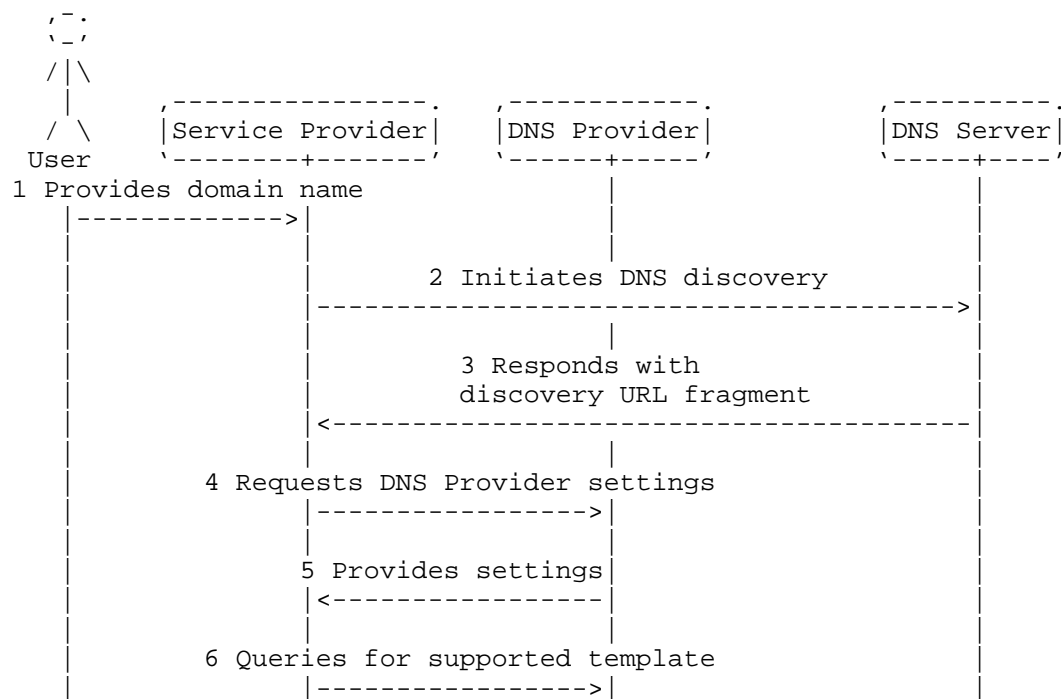 Service Provider
DNS Provider
DNS Server
User
1 Provides domain name
2 Initiates DNS discovery
3 Responds with
discovery URL fragment
4 Requests DNS Provider settings
5 Provides settings
6 Queries for supported template